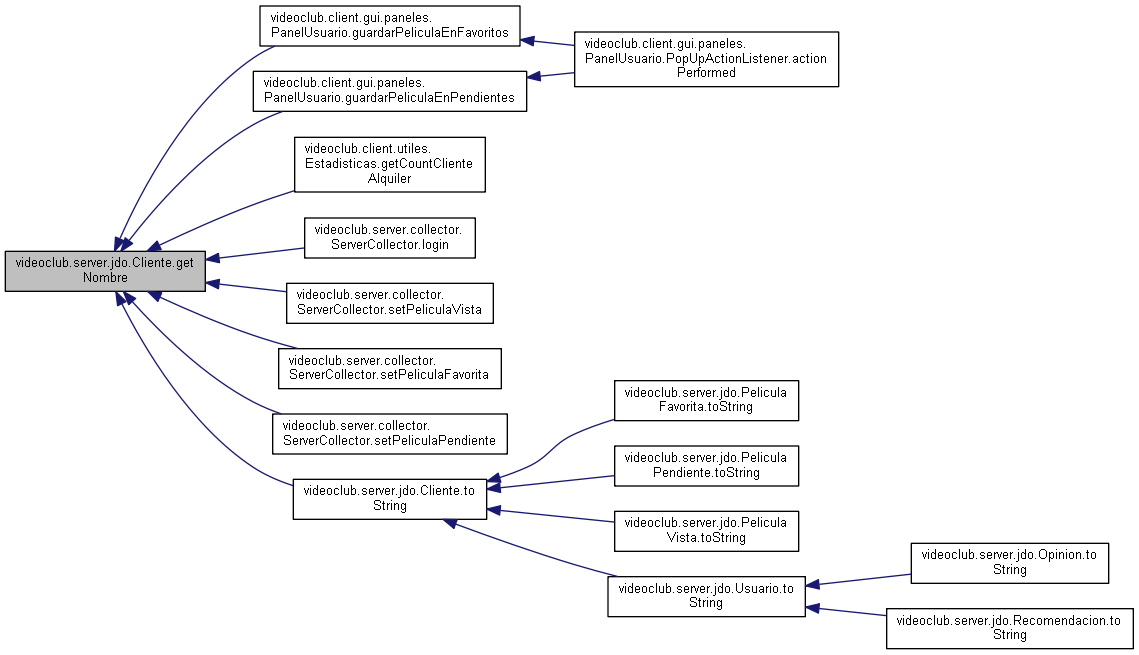 videoclub.client.gui.paneles.
PanelUsuario.guardarPeliculaEnFavoritos
videoclub.client.gui.paneles.
PanelUsuario.PopUpActionListener.action
Performed
videoclub.client.gui.paneles.
PanelUsuario.guardarPeliculaEnPendientes
videoclub.client.utiles.
Estadisticas.getCountCliente
Alquiler
videoclub.server.collector.
ServerCollector.login
videoclub.server.jdo.Cliente.get
Nombre
videoclub.server.collector.
ServerCollector.setPeliculaVista
videoclub.server.collector.
ServerCollector.setPeliculaFavorita
videoclub.server.collector.
ServerCollector.setPeliculaPendiente
videoclub.server.jdo.Cliente.to
String
videoclub.server.jdo.Pelicula
Favorita.toString
videoclub.server.jdo.Pelicula
Pendiente.toString
videoclub.server.jdo.Pelicula
Vista.toString
videoclub.server.jdo.Usuario.to
String
videoclub.server.jdo.Opinion.to
String
videoclub.server.jdo.Recomendacion.to
String